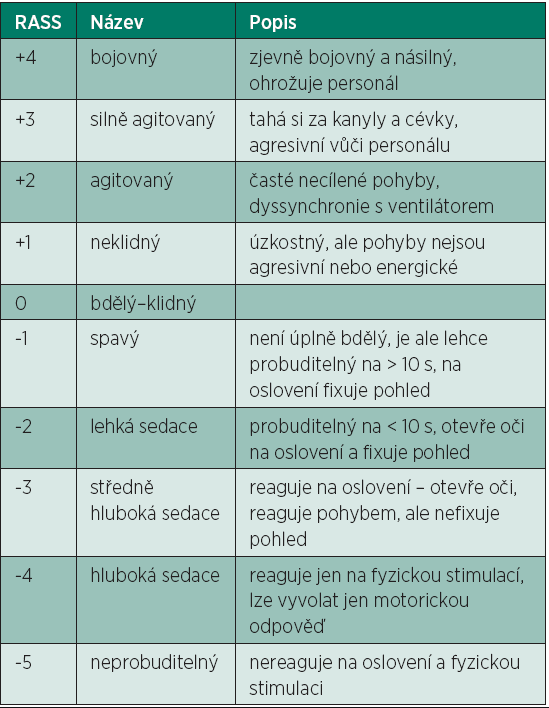 RASS Název Popis
+4 bojovný zjevně bojovný a násilný,
ohrožuje personál
+3 silně agitovaný tahá si za kanyly a cévky,
agresivní vůči personálu
+2 agitovaný časté necílené pohyby,
dyssynchronie s ventilátorem
+1 neklidný úzkostný, ale pohyby nejsou
agresivní nebo energické
0 bdělý–klidný
-1 spavý není úplně bdělý, je ale lehce
probuditelný na > 10 s, na
oslovení fixuje pohled
-2 lehká sedace probuditelný na < 10 s, otevře oči
na oslovení a fixuje pohled
-3 středně reaguje na oslovení – otevře oči,
hluboká sedace reaguje pohybem, ale nefixuje
pohled
-4 hluboká sedace reaguje jen na fyzickou stimulací,
lze vyvolat jen motorickou
odpověď
-5 neprobuditelný nereaguje na oslovení a fyzickou
stimulaci